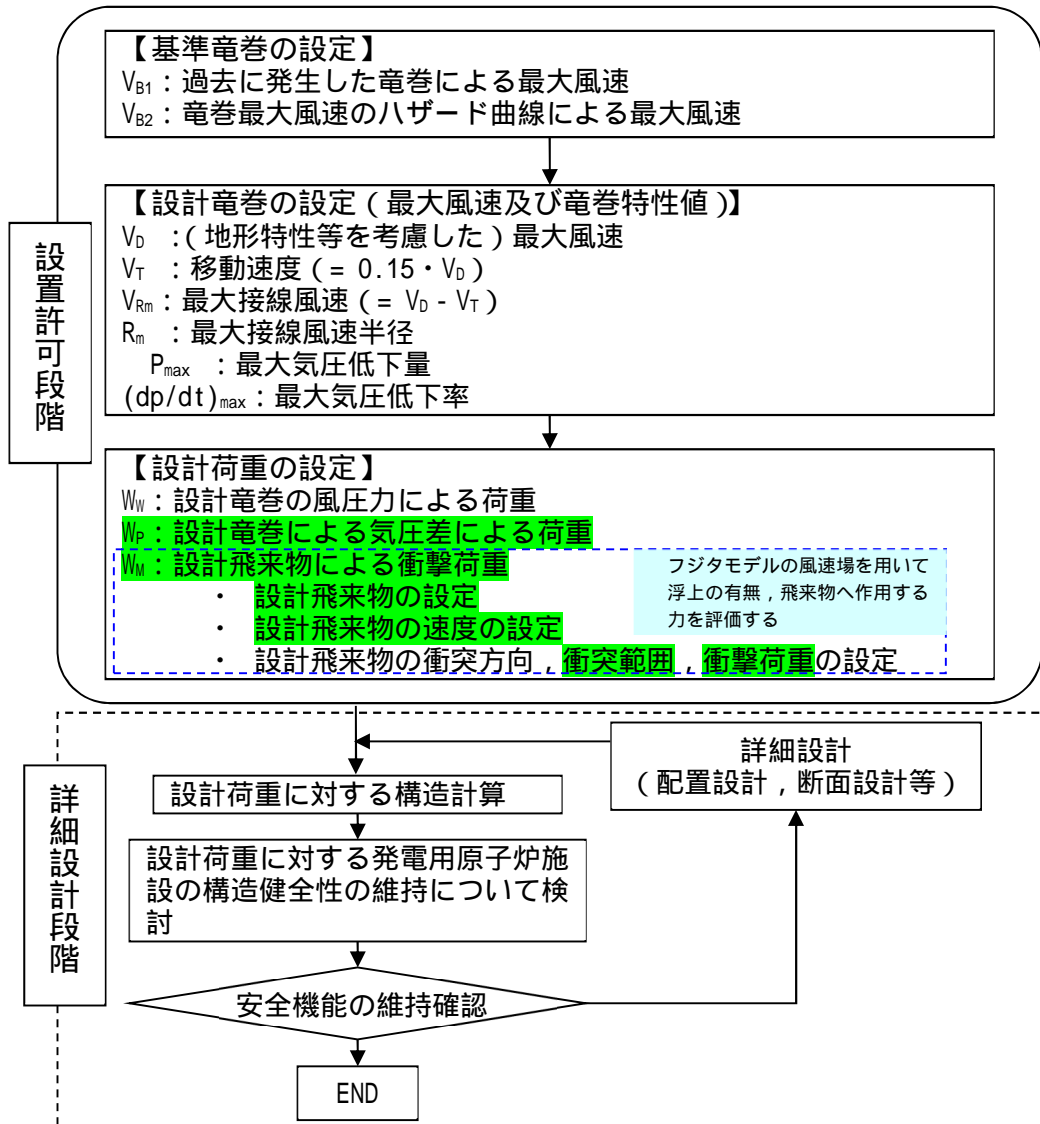 【基準竜巻の設定】
VB1：過去に発生した竜巻による最大風速
VB2：竜巻最大風速のハザード曲線による最大風速
【設計竜巻の設定（最大風速及び竜巻特性値）】
VD ：（地形特性等を考慮した）最大風速
VT ：移動速度（= 0.15・VD）
VRm：最大接線風速（= VD - VT）
Rm ：最大接線風速半径
Pmax ：最大気圧低下量
(dp/dt)max：最大気圧低下率
設置許可段階
【設計荷重の設定】
WW：設計竜巻の風圧力による荷重
WP：設計竜巻による気圧差による荷重
WM：設計飛来物による衝撃荷重
・ 設計飛来物の設定
・ 設計飛来物の速度の設定
・ 設計飛来物の衝突方向，衝突範囲，衝撃荷重の設定
フジタモデルの風速場を用いて
浮上の有無，飛来物へ作用する
力を評価する
詳細設計段階
詳細設計
（配置設計，断面設計等）
設計荷重に対する構造計算
設計荷重に対する発電用原子炉施
設の構造健全性の維持について検
討
安全機能の維持確認
END